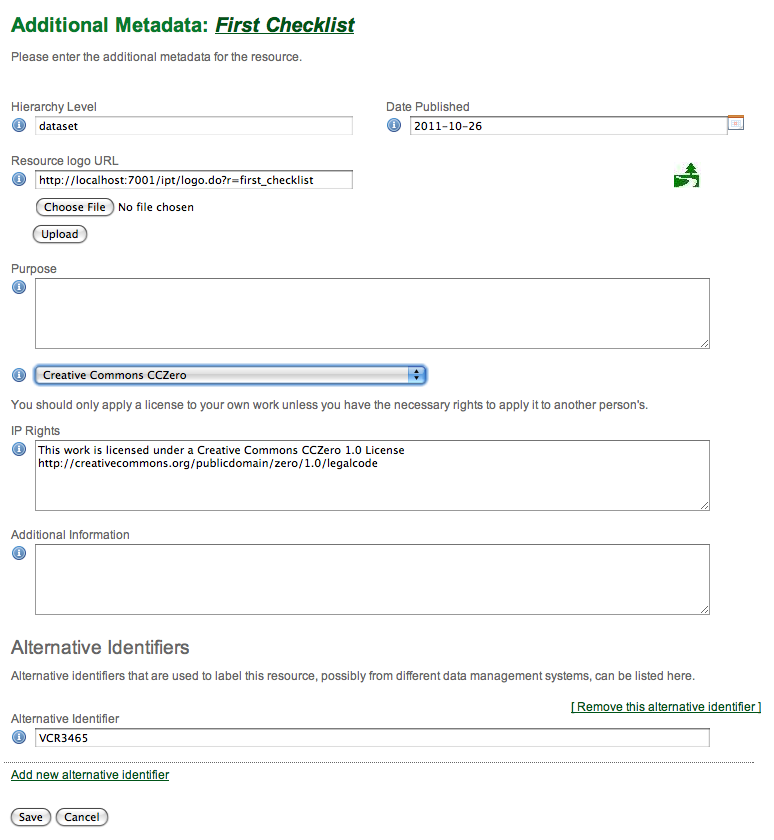 Additional Metadata: First Checklist
Please enter the additional metadata for the resource.
Hierarchy Level
Date Published
dataset
2011-10-26
Resource logo URL
http://localhost:7001/ipt/logo.do?r=first_checklist
Choose File No file chosen
Upload
Purpose
Creative Commons CCZero
You should only apply a license to your own work unless you have the necessary rights to apply it to another person's.
IP Rights
This work is licensed under a Creative Commons CCZero 1.0 License
http://creativecommons.org/publicdomain/zero/1.0/legalcode
Additional Information
Alternative Identifiers
Alternative identifiers that are used to label this resource, possibly from different data management systems, can be listed here.
[ Remove this alternative identifier ]
Alternative Identifier
VCR3465
Add new alternative identifier
Save Cancel